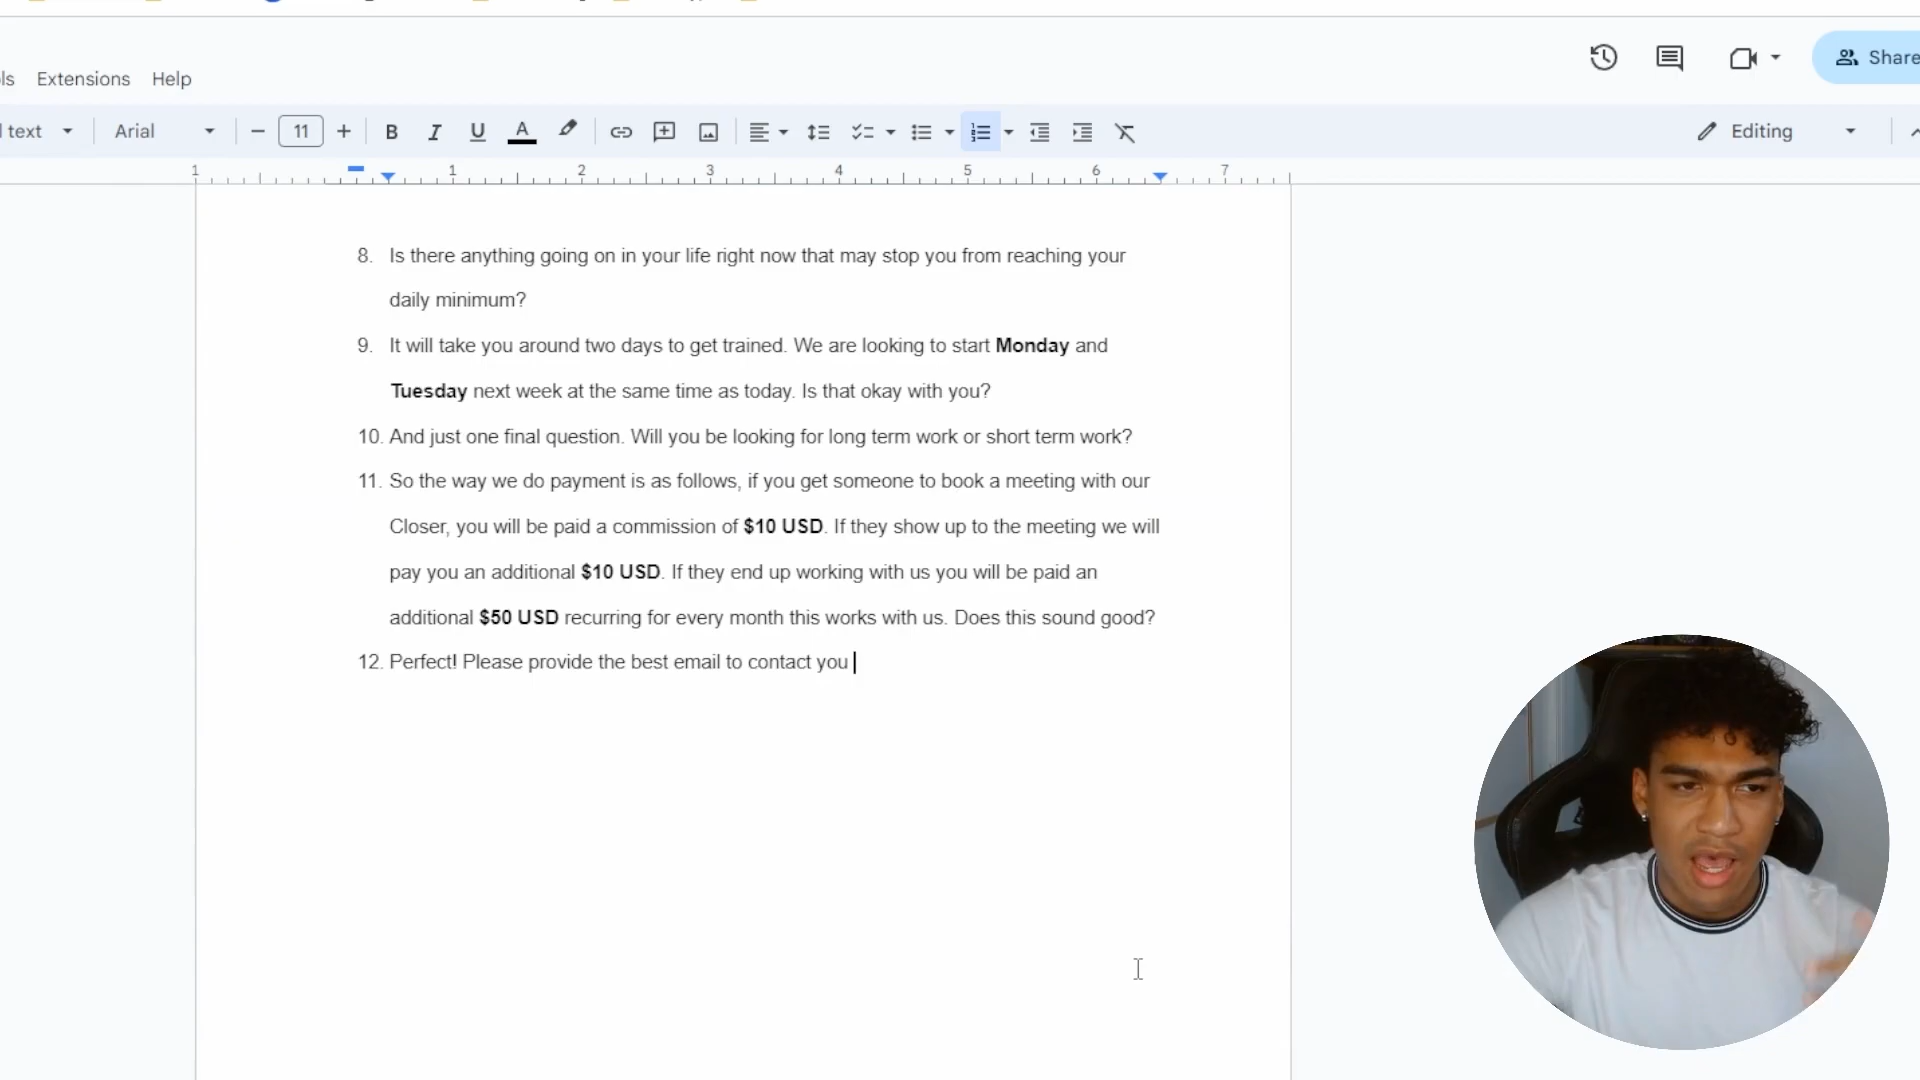 Share
ls Extensions Help
l text Arial 11 B I U A Editing
1 1 2 3 4 5 6 7
8. Is there anything going on in your life right now that may stop you from reaching your
daily minimum?
9. It will take you around two days to get trained. We are looking to start Monday and
Tuesday next week at the same time as today. Is that okay with you?
10. And just one final question. Will you be looking for long term work or short term work?
11. So the way we do payment is as follows, if you get someone to book a meeting with our
Closer, you will be paid a commission of $10 USD. If they show up to the meeting we will
pay you an additional $10 USD. If they end up working with us you will be paid an
additional $50 USD recurring for every month this works with us. Does this sound good?
12. Perfect! Please provide the best email to contact you